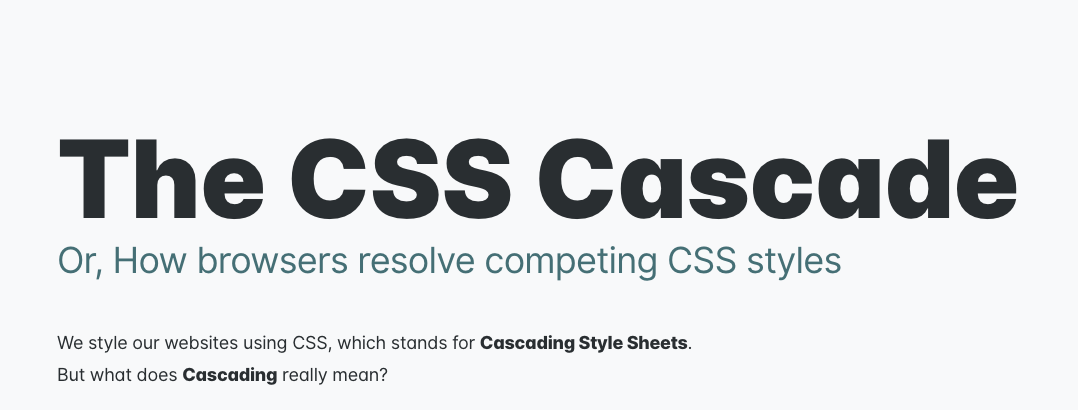 The CSS Cascade
Or, How browsers resolve competing CSS styles
We style our websites using CSS, which stands for Cascading Style Sheets.
But what does Cascading really mean?